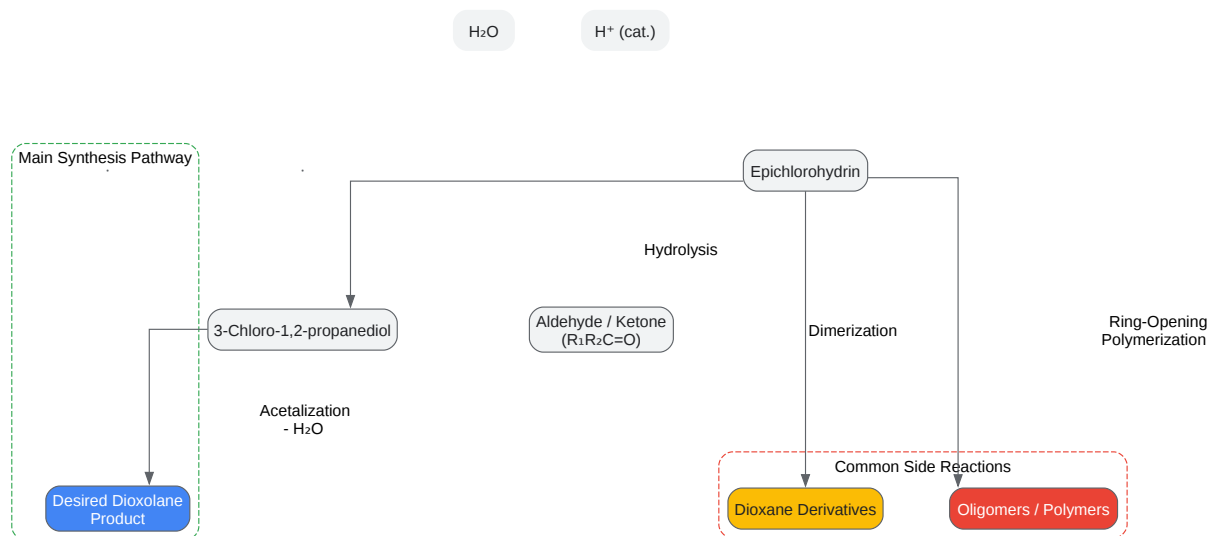 H₂O
H⁺ (cat.)
Main Synthesis Pathway
Epichlorohydrin
Hydrolysis
3-Chloro-1,2-propanediol
Aldehyde / Ketone
(R₁R₂C=O)
Dimerization
Ring-Opening
Polymerization
Acetalization
- H₂O
Common Side Reactions
Desired Dioxolane
Product
Dioxane Derivatives
Oligomers / Polymers